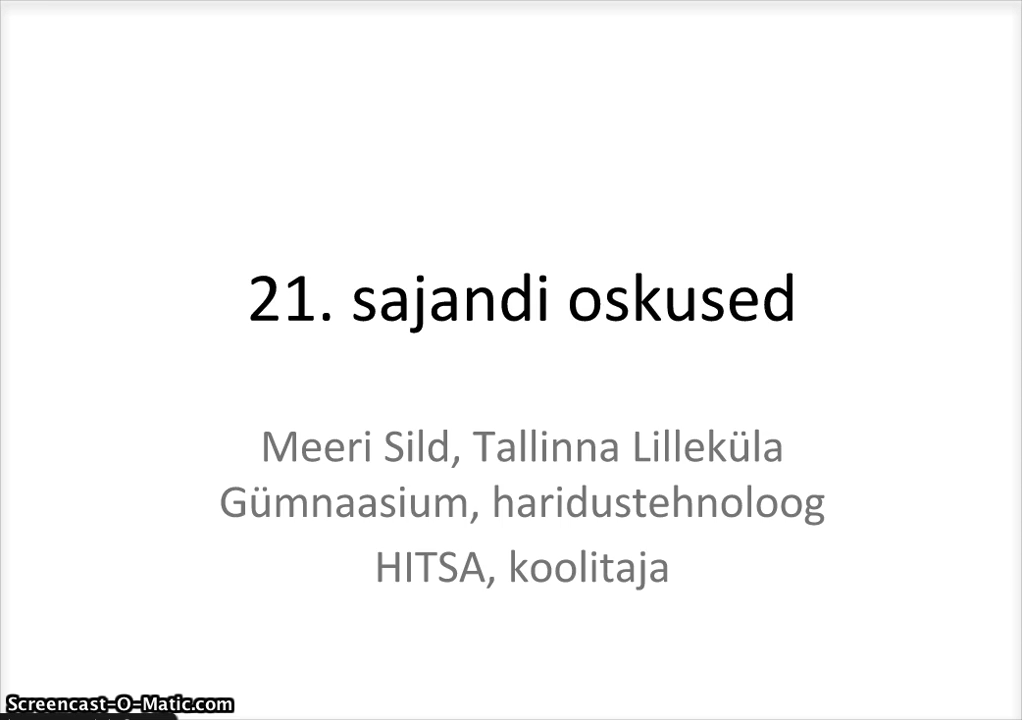 21. sajandi oskused
Meeri Sild, Tallinna Lilleküla
Gümnaasium, haridustehnoloog
HITSA, koolitaja
Screencast-O-Matic.com